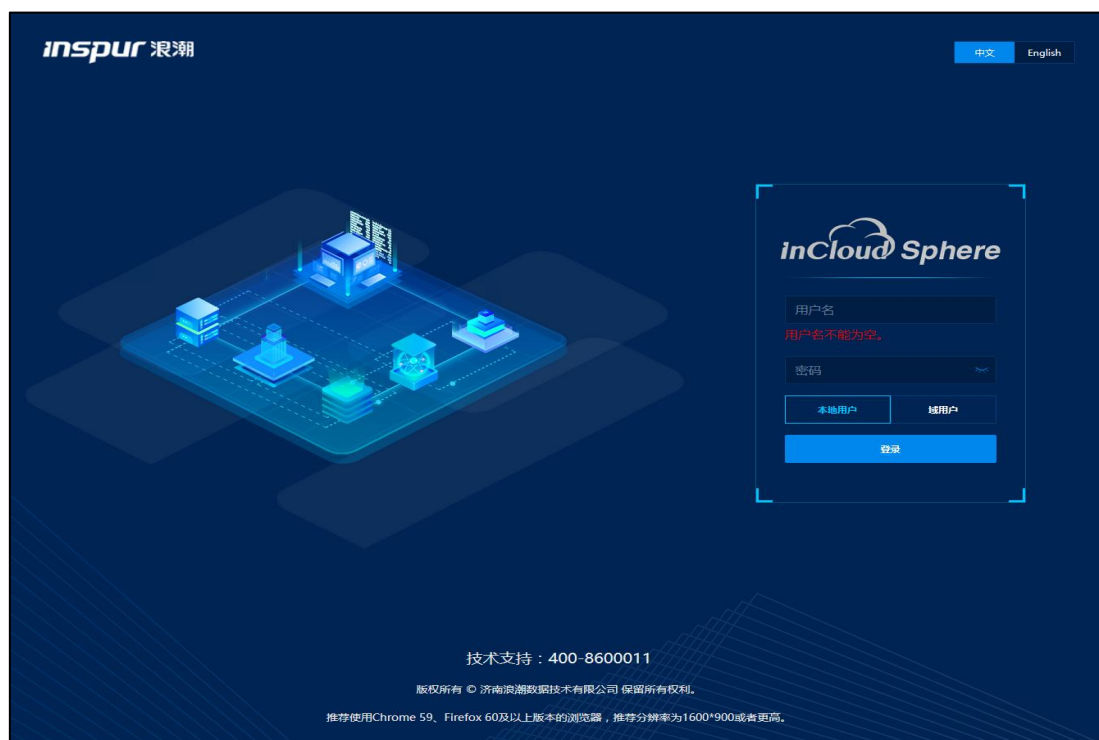 inspur 浪潮
中文 English
inCloud Sphere
用户名
用户名不能为空。
密码
本地用户 域用户
登录
技术支持：400-8600011
版权所有 © 济南浪潮数据技术有限公司 保留所有权利。
推荐使用Chrome 59、Firefox 60及以上版本的浏览器，推荐分辨率为1600*900或者更高。